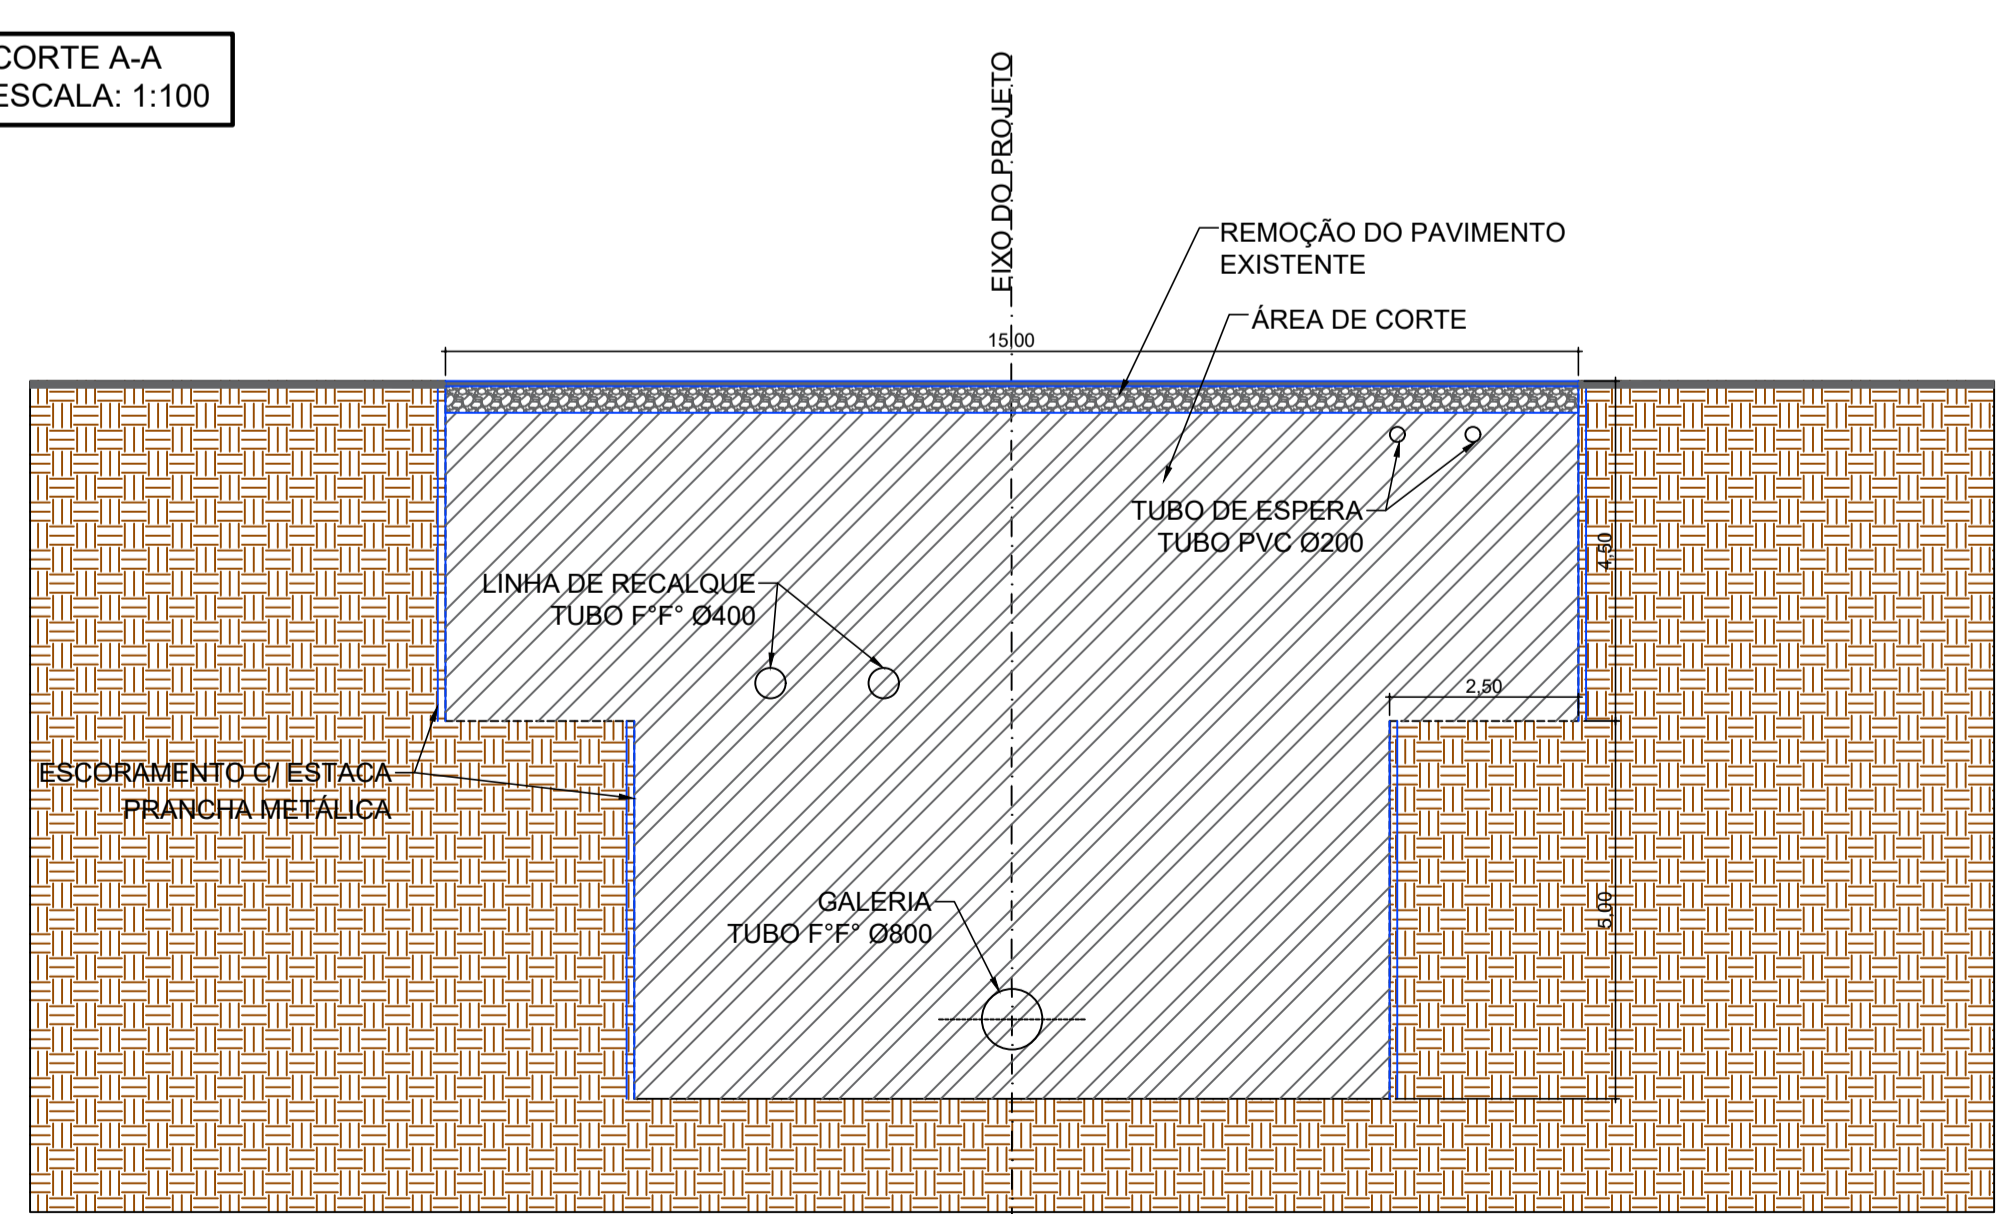 CORTE A-A
ESCALA: 1:100
EIXO DO PROJETO
REMOÇÃO DO PAVIMENTO
EXISTENTE
ÁREA DE CORTE
15,00
TUBO DE ESPERA
TUBO PVC Ø200
4,50
LINHA DE RECALQUE
TUBO F°F° Ø400
2,50
ESCORAMENTO C/ ESTACA
PRANCHA METÁLICA
GALERIA
TUBO F°F° Ø800
5,00